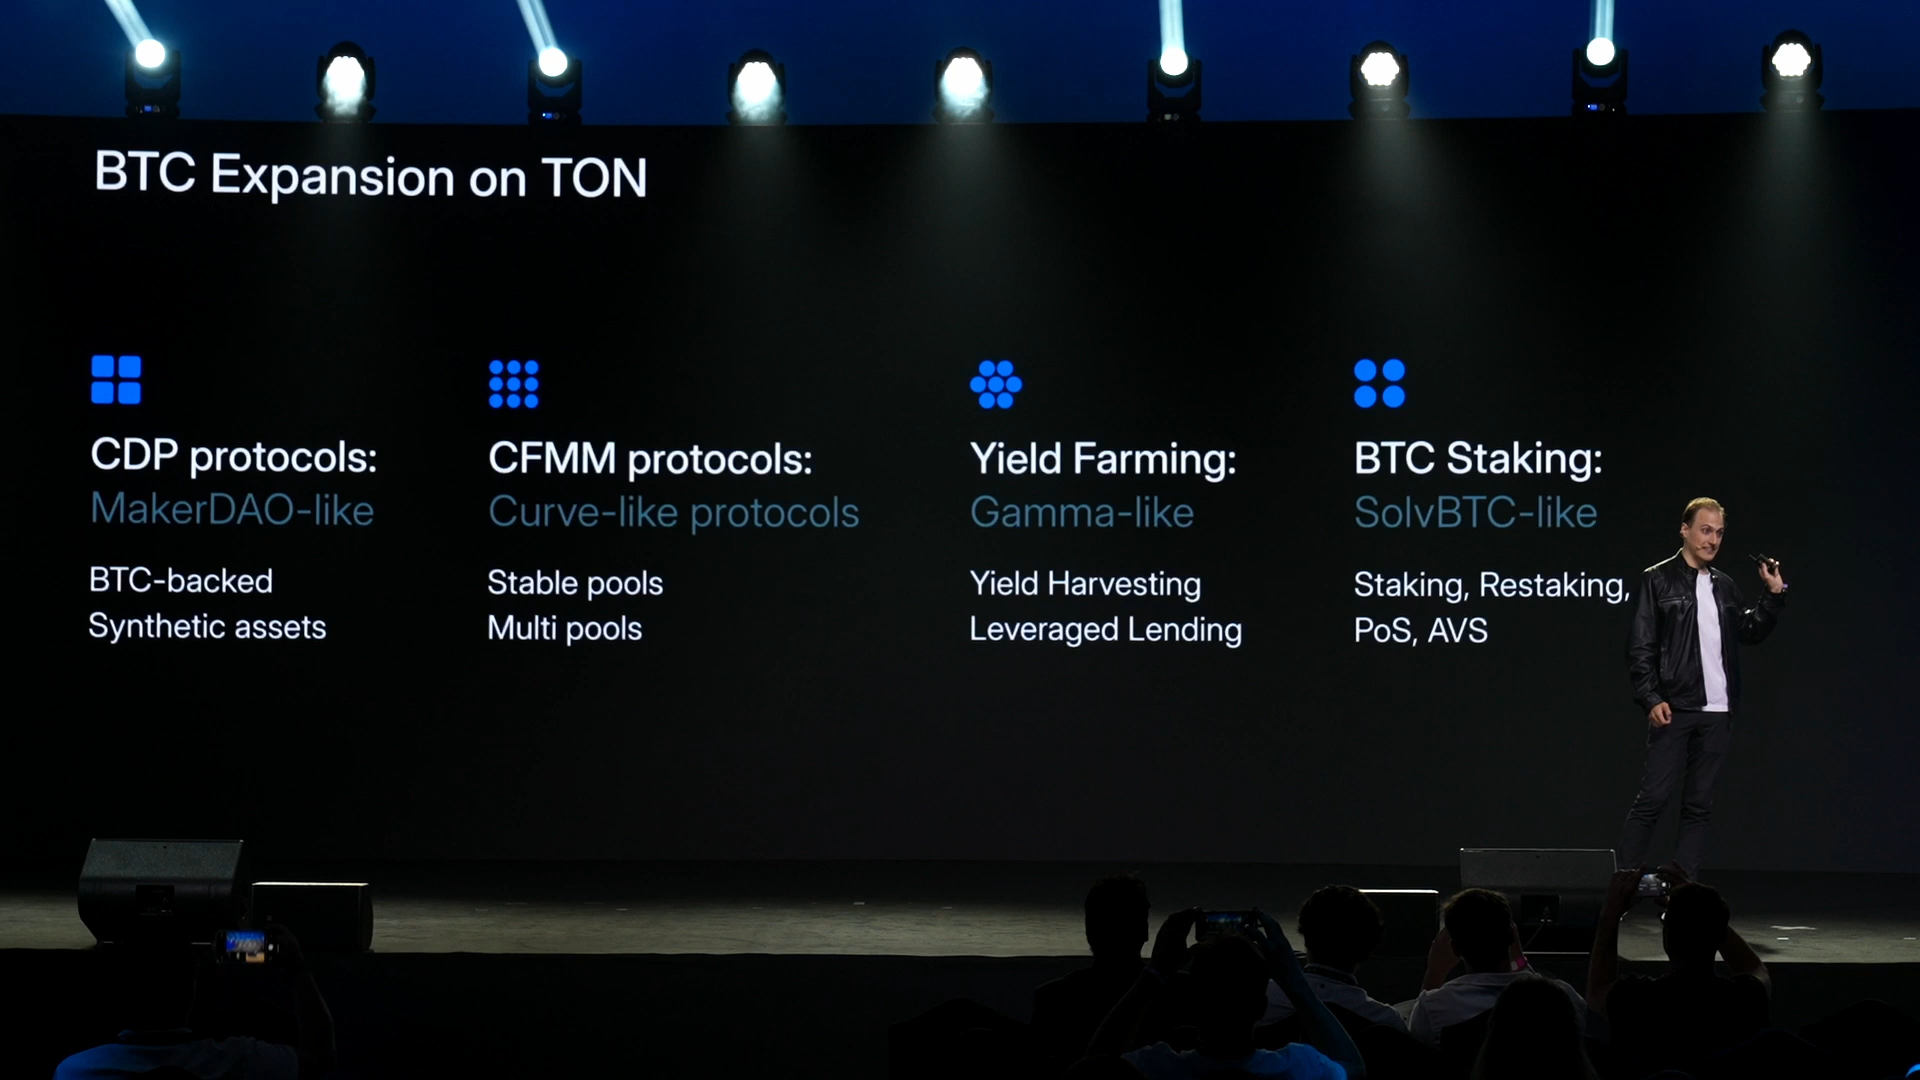 BTC Expansion on TON
CDP protocols:
MakerDAO-like
BTC-backed
Synthetic assets
CFMM protocols:
Curve-like protocols
Stable pools
Multi pools
Yield Farming:
Gamma-like
Yield Harvesting
Leveraged Lending
BTC Staking:
SolvBTC-like
Staking, Restaking,
PoS, AVS